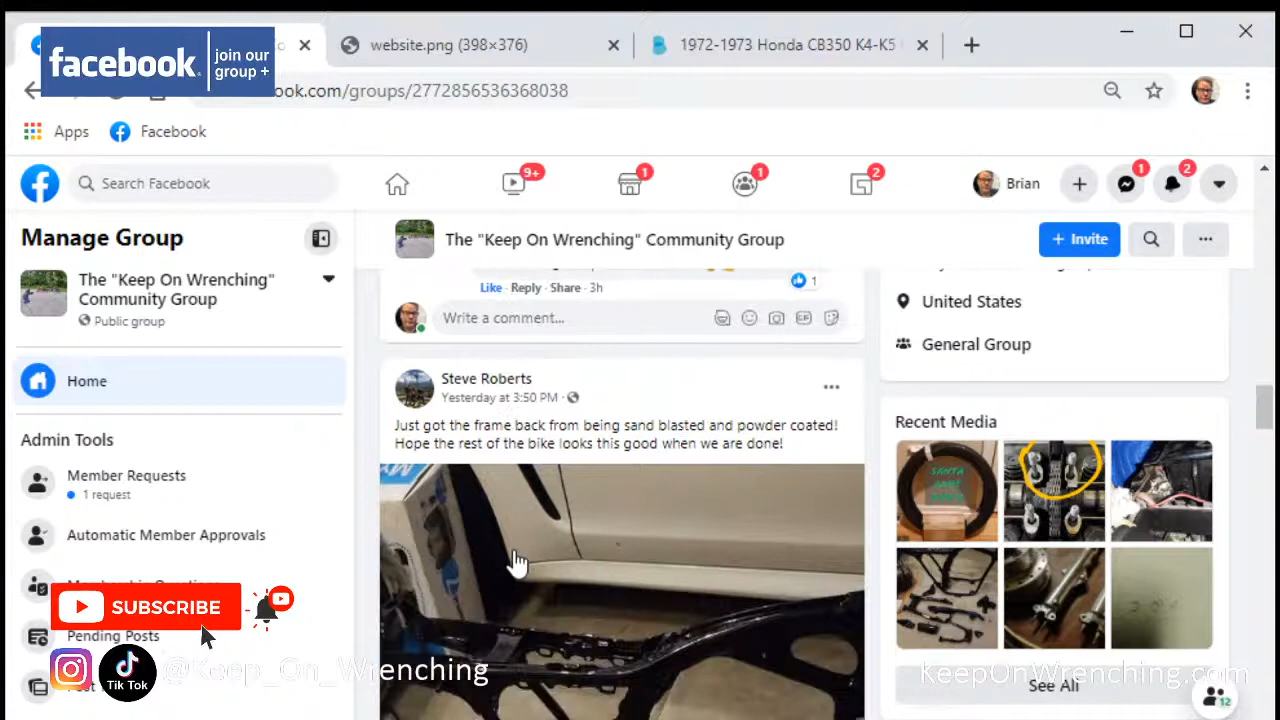 facebook
join our
group +
website.png (398×376)
1972-1973 Honda CB350 K4-K5
book.com/groups/2772856536368038
Apps
Facebook
Search Facebook
9+
1
1
2
Brian
1
2
Manage Group
The "Keep On Wrenching" Community Group
Invite
The "Keep On Wrenching"
Community Group
Public group
Like · Reply · Share · 3h
1
Write a comment...
GIF
United States
General Group
Home
Steve Roberts
Yesterday at 3:50 PM ·
Just got the frame back from being sand blasted and powder coated!
Hope the rest of the bike looks this good when we are done!
Recent Media
SANTA
Admin Tools
Member Requests
1 request
Automatic Member Approvals
Membership Questions
SUBSCRIBE
Pending Posts
Tik Tok
@Keep_On_Wrenching
KeepOnWrenching.com
See All
12